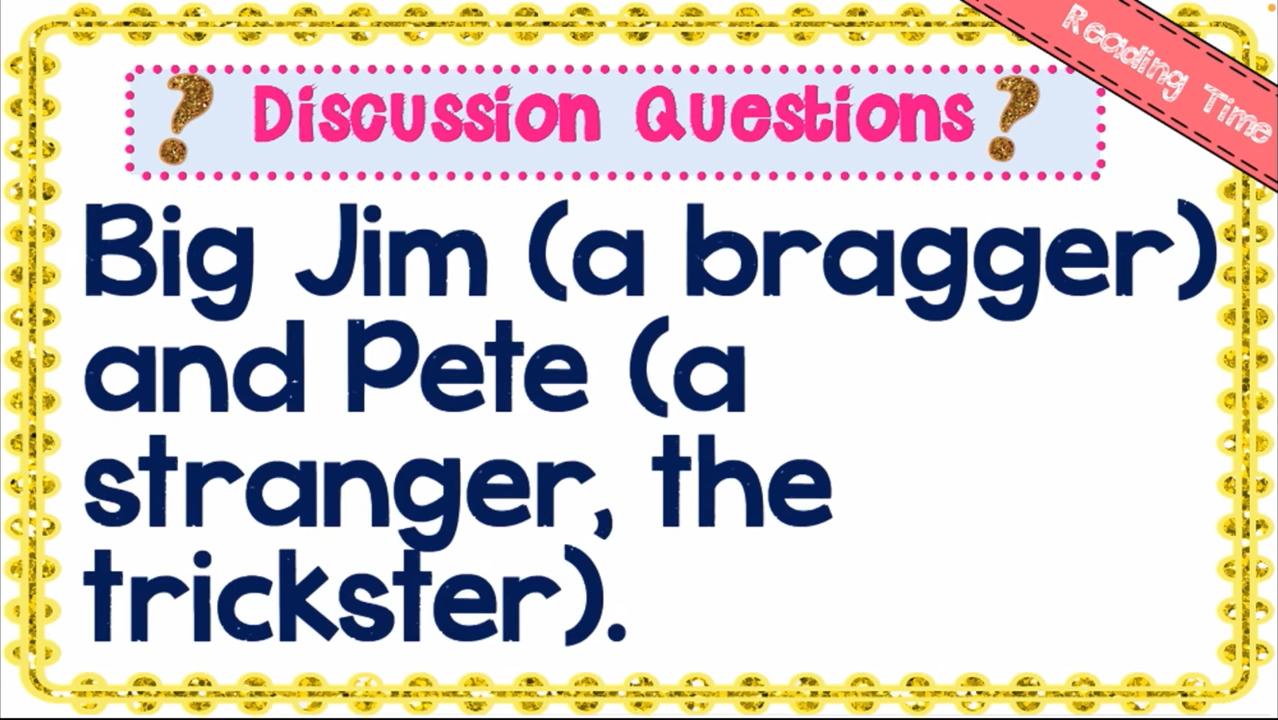 Reading Time
Discussion Questions
Big Jim (a bragger)
and Pete (a
stranger, the
trickster).